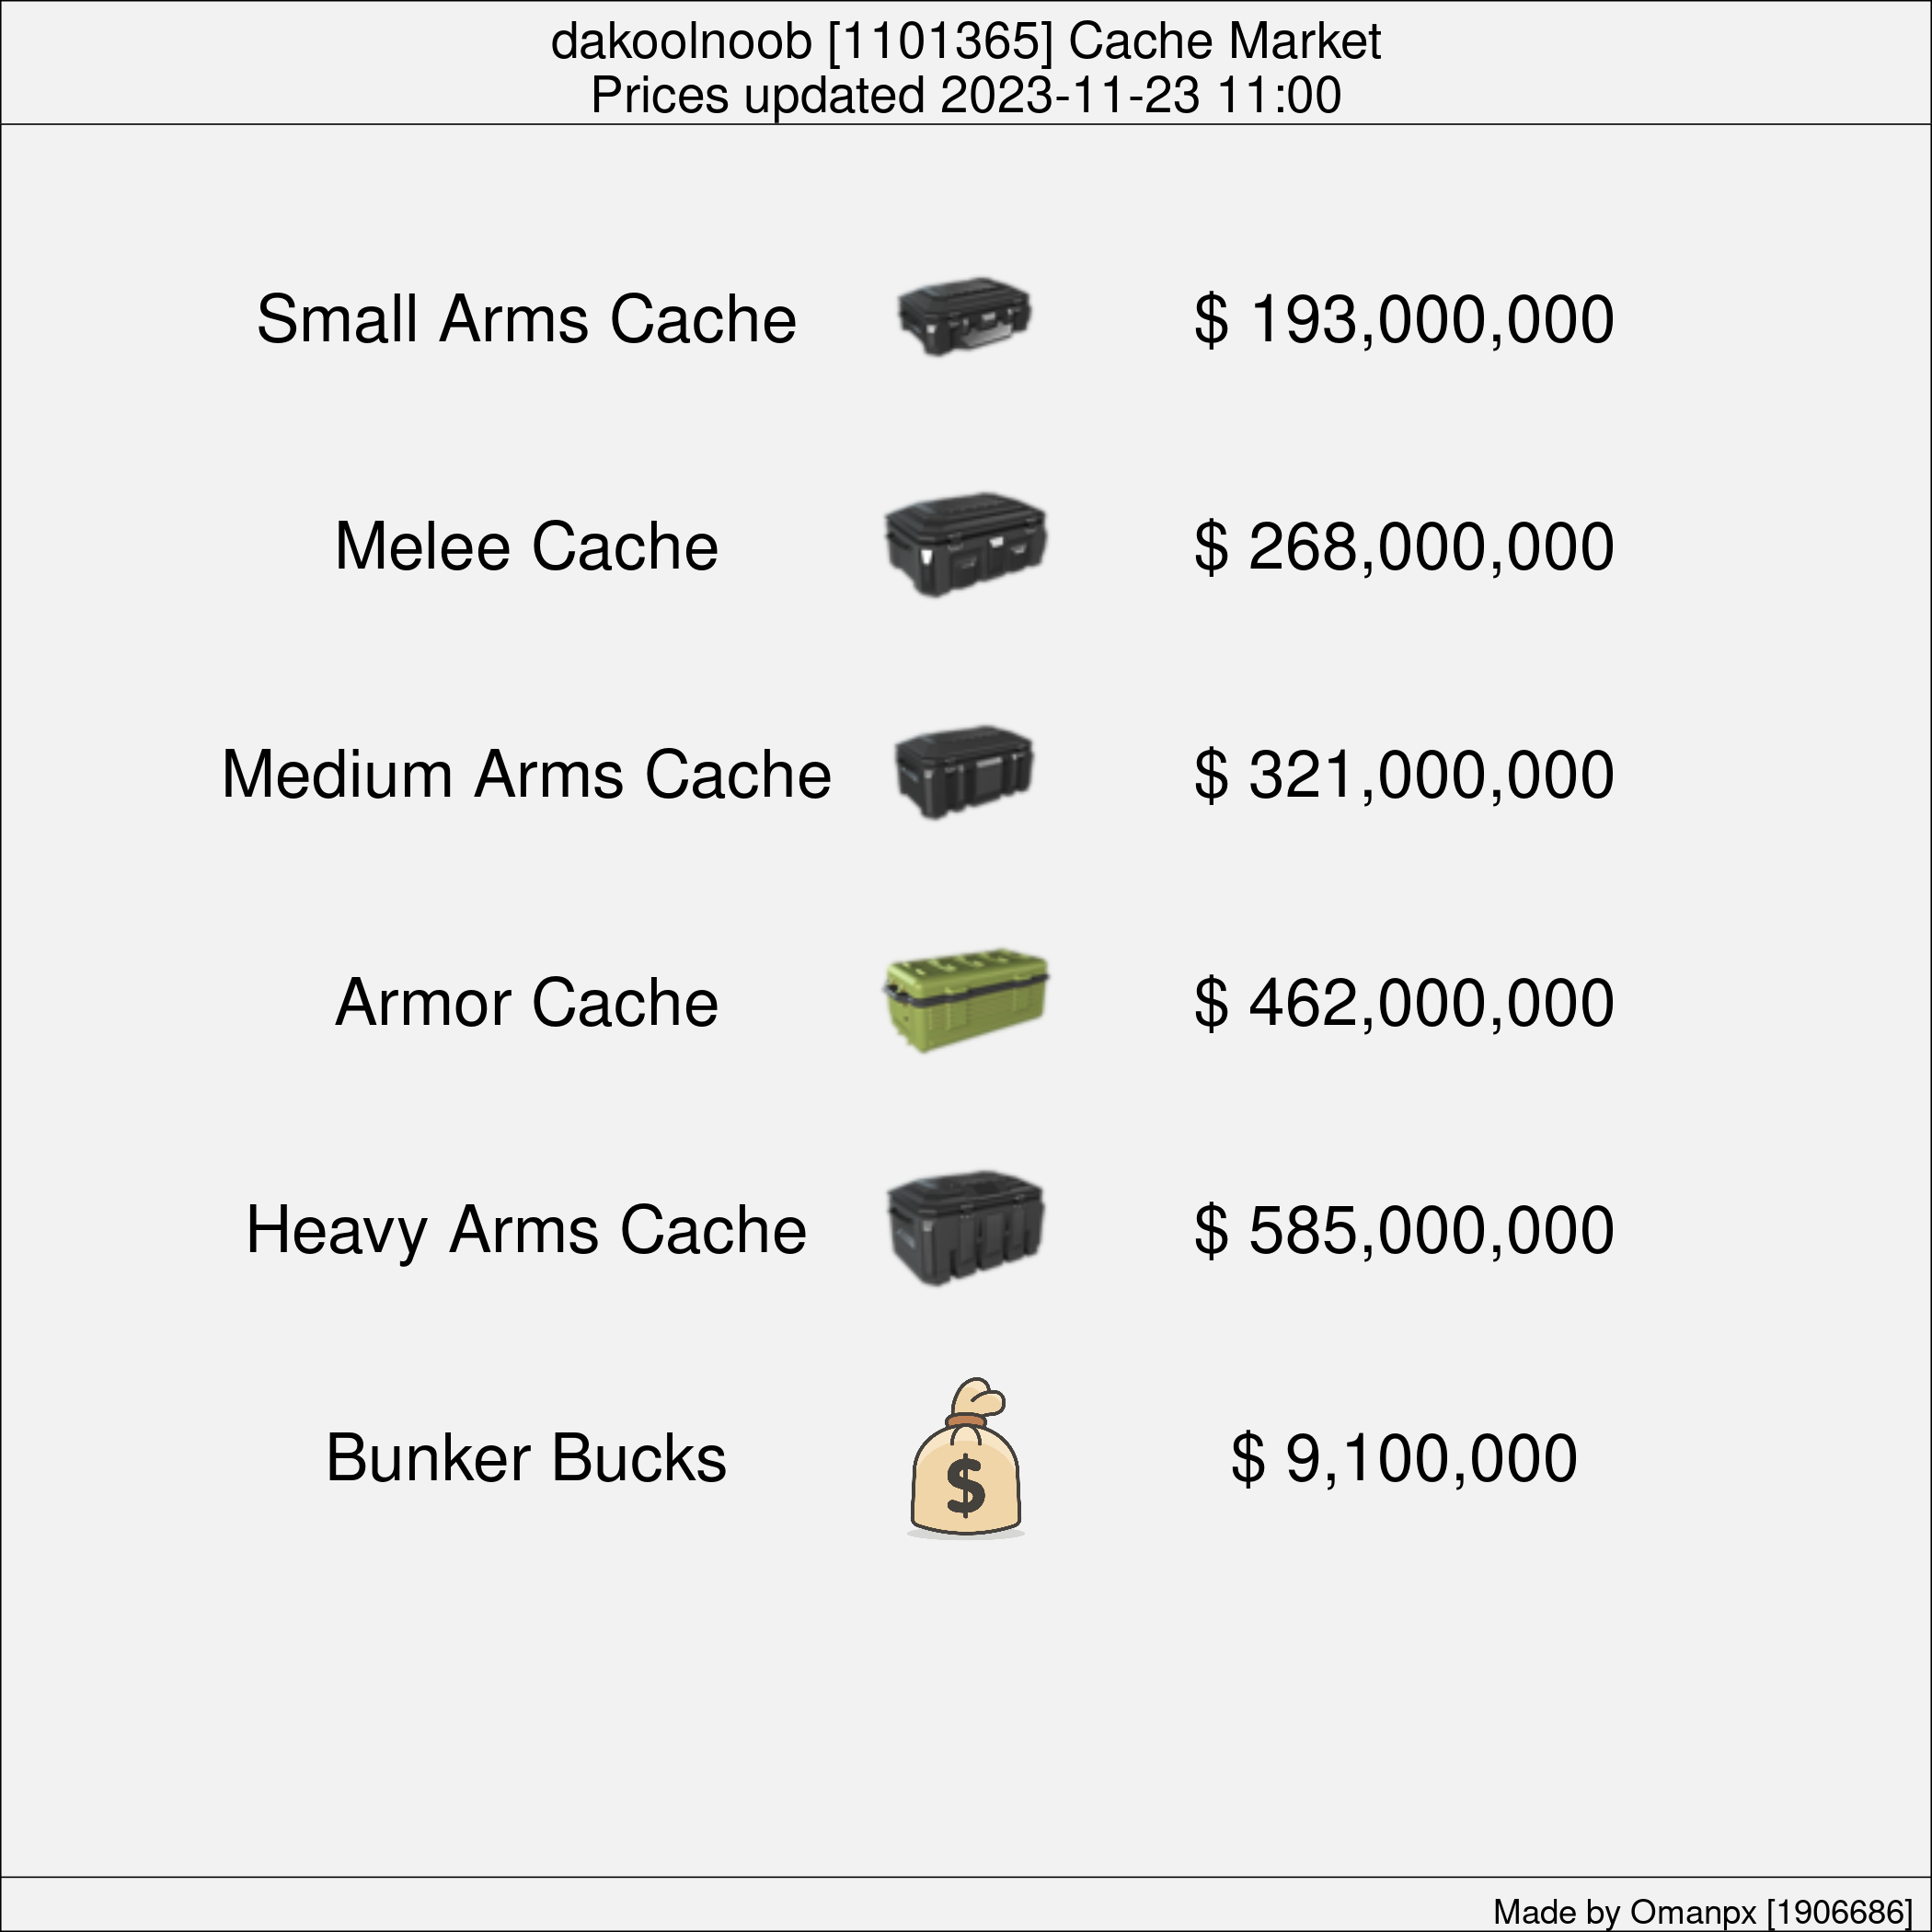 dakoolnoob [1101365] Cache Market
Prices updated 2023-11-23 11:00
Small Arms Cache $ 193,000,000
Melee Cache $ 268,000,000
Medium Arms Cache $ 321,000,000
Armor Cache $ 462,000,000
Heavy Arms Cache $ 585,000,000
Bunker Bucks $ $ 9,100,000
Made by Omanpx [1906686]